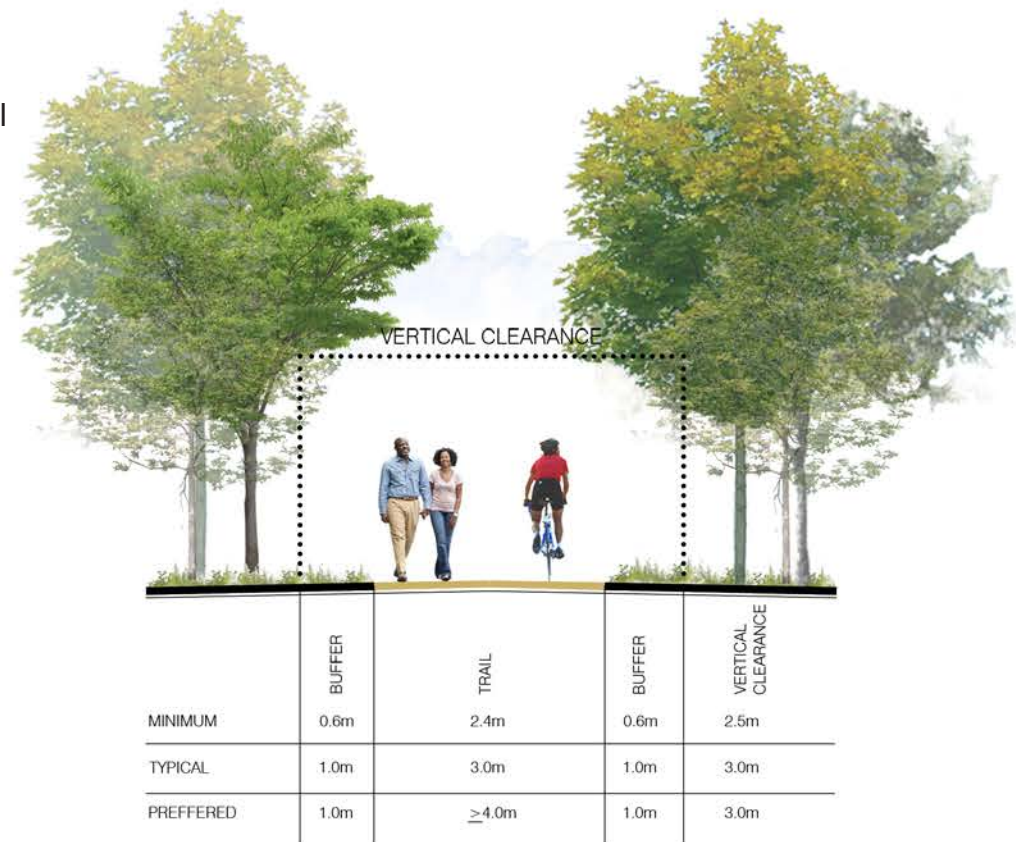 l
VERTICAL CLEARANCE
BUFFER
TRAIL
BUFFER
VERTICAL
CLEARANCE
MINIMUM 0.6m 2.4m 0.6m 2.5m
TYPICAL 1.0m 3.0m 1.0m 3.0m
PREFFERED 1.0m ≥4.0m 1.0m 3.0m